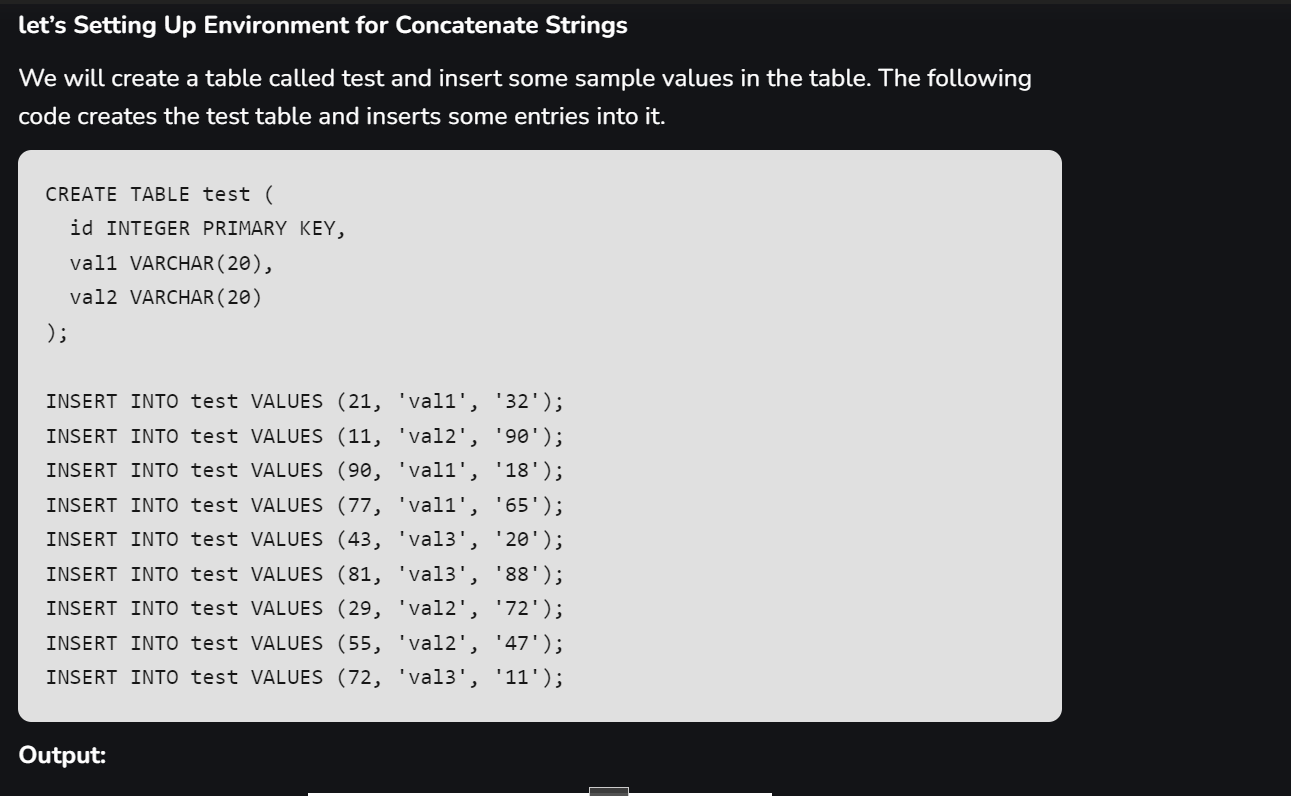 let’s Setting Up Environment for Concatenate Strings
We will create a table called test and insert some sample values in the table. The following
code creates the test table and inserts some entries into it.
CREATE TABLE test (
  id INTEGER PRIMARY KEY,
  val1 VARCHAR(20),
  val2 VARCHAR(20)
);
INSERT INTO test VALUES (21, 'val1', '32');
INSERT INTO test VALUES (11, 'val2', '90');
INSERT INTO test VALUES (90, 'val1', '18');
INSERT INTO test VALUES (77, 'val1', '65');
INSERT INTO test VALUES (43, 'val3', '20');
INSERT INTO test VALUES (81, 'val3', '88');
INSERT INTO test VALUES (29, 'val2', '72');
INSERT INTO test VALUES (55, 'val2', '47');
INSERT INTO test VALUES (72, 'val3', '11');
Output: